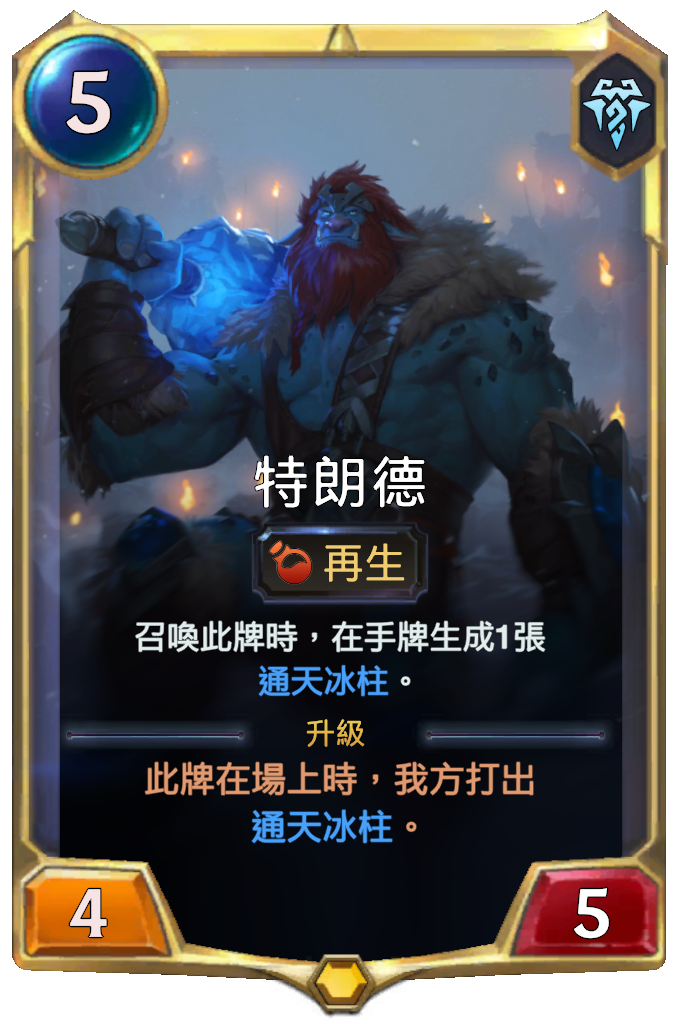 5
特朗德
再生
召喚此牌時，在手牌生成1張
通天冰柱。
升級
此牌在場上時，我方打出
通天冰柱。
4
5